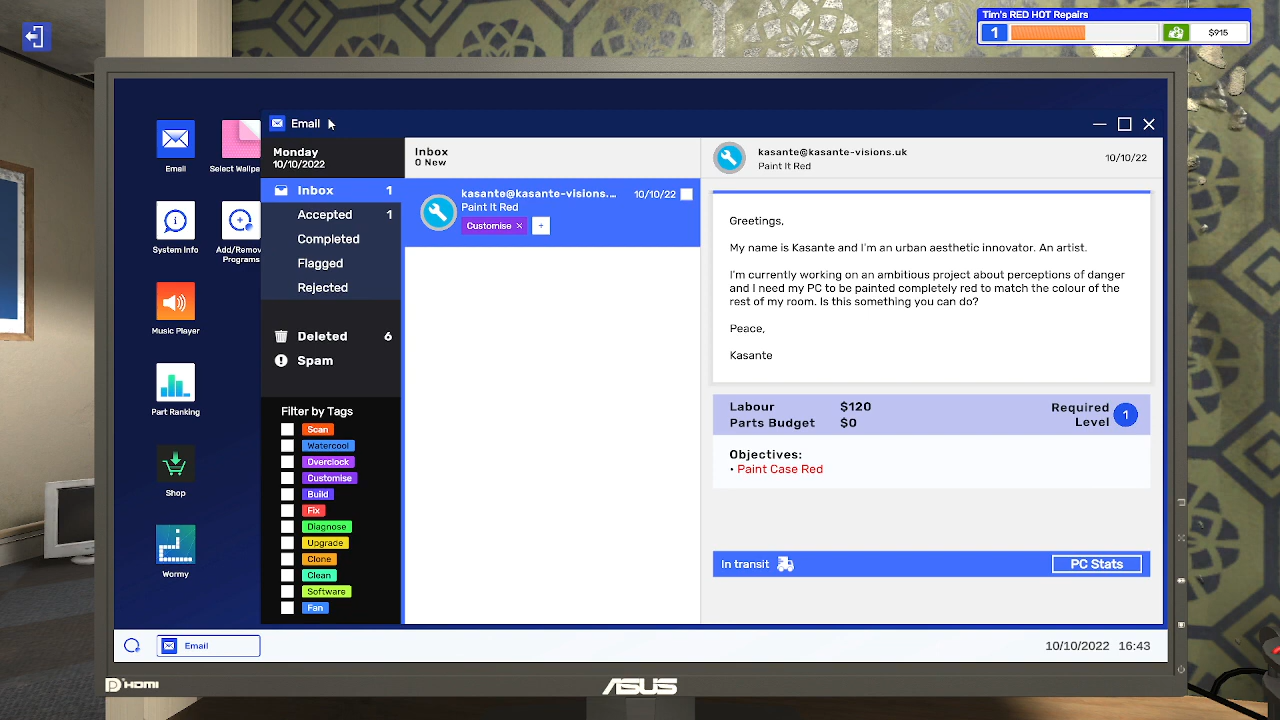 Tim's RED HOT Repairs
1
$915
Email
Select Wallpa
System Info
Add/Remov
Programs
Music Player
Part Ranking
Shop
Wormy
Email
Monday
10/10/2022
Inbox 1
Accepted 1
Completed
Flagged
Rejected
Deleted 6
Spam
Filter by Tags
Scan
Watercool
Overclock
Customise
Build
Fix
Diagnose
Upgrade
Clone
Clean
Software
Fan
Inbox
0 New
kasante@kasante-visions.... 10/10/22
Paint It Red
Customise × +
kasante@kasante-visions.uk
Paint It Red
10/10/22
Greetings,
My name is Kasante and I'm an urban aesthetic innovator. An artist.
I'm currently working on an ambitious project about perceptions of danger
and I need my PC to be painted completely red to match the colour of the
rest of my room. Is this something you can do?
Peace,
Kasante
Labour $120
Parts Budget $0
Required
Level 1
Objectives:
• Paint Case Red
In transit
PC Stats
Email
10/10/2022 16:43
HDMI
ASUS